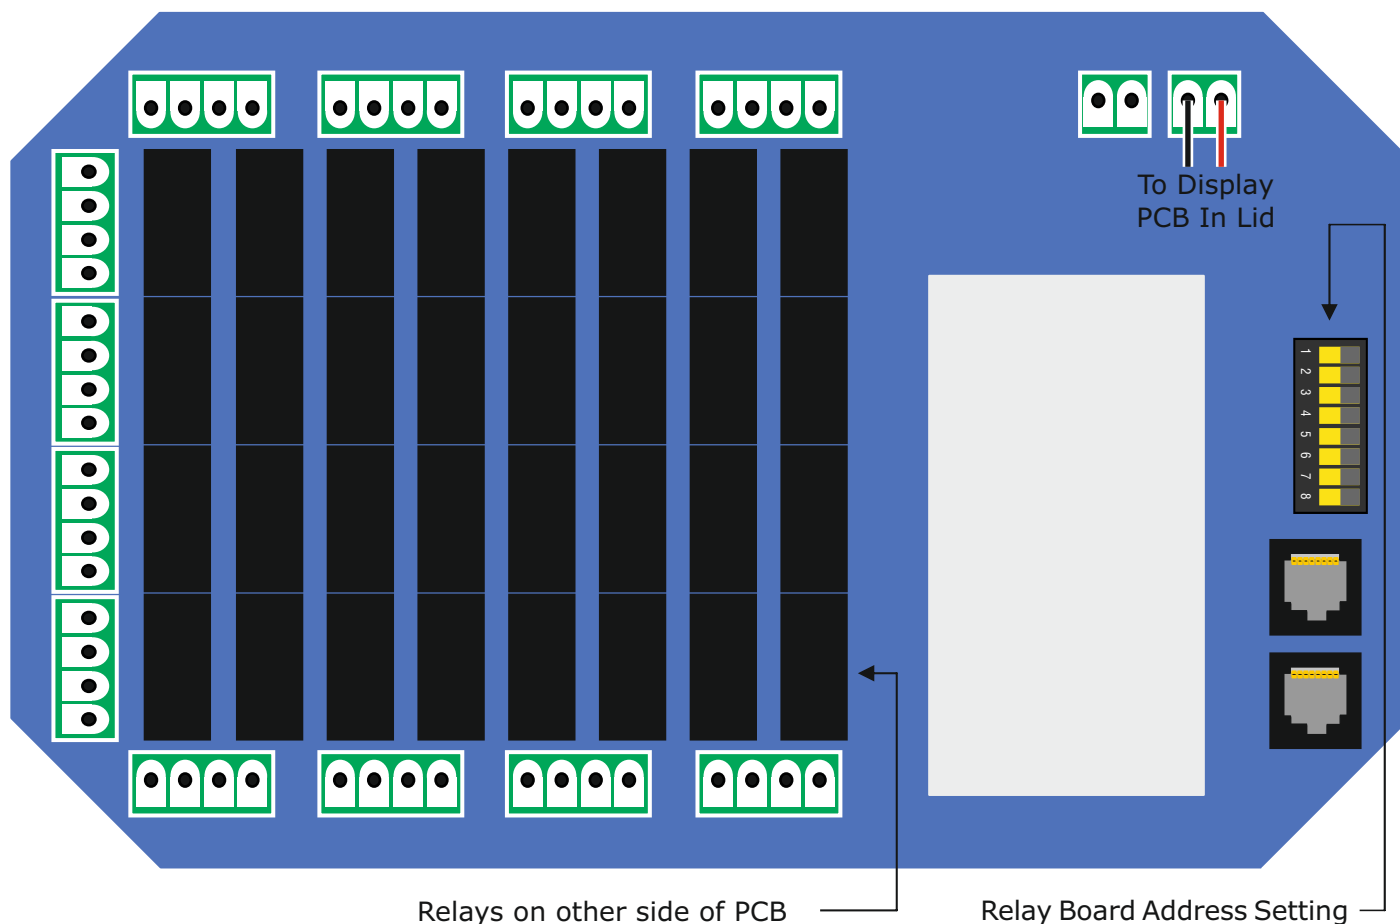 To Display
PCB In Lid
1
2
3
4
5
6
7
8
Relays on other side of PCB
Relay Board Address Setting